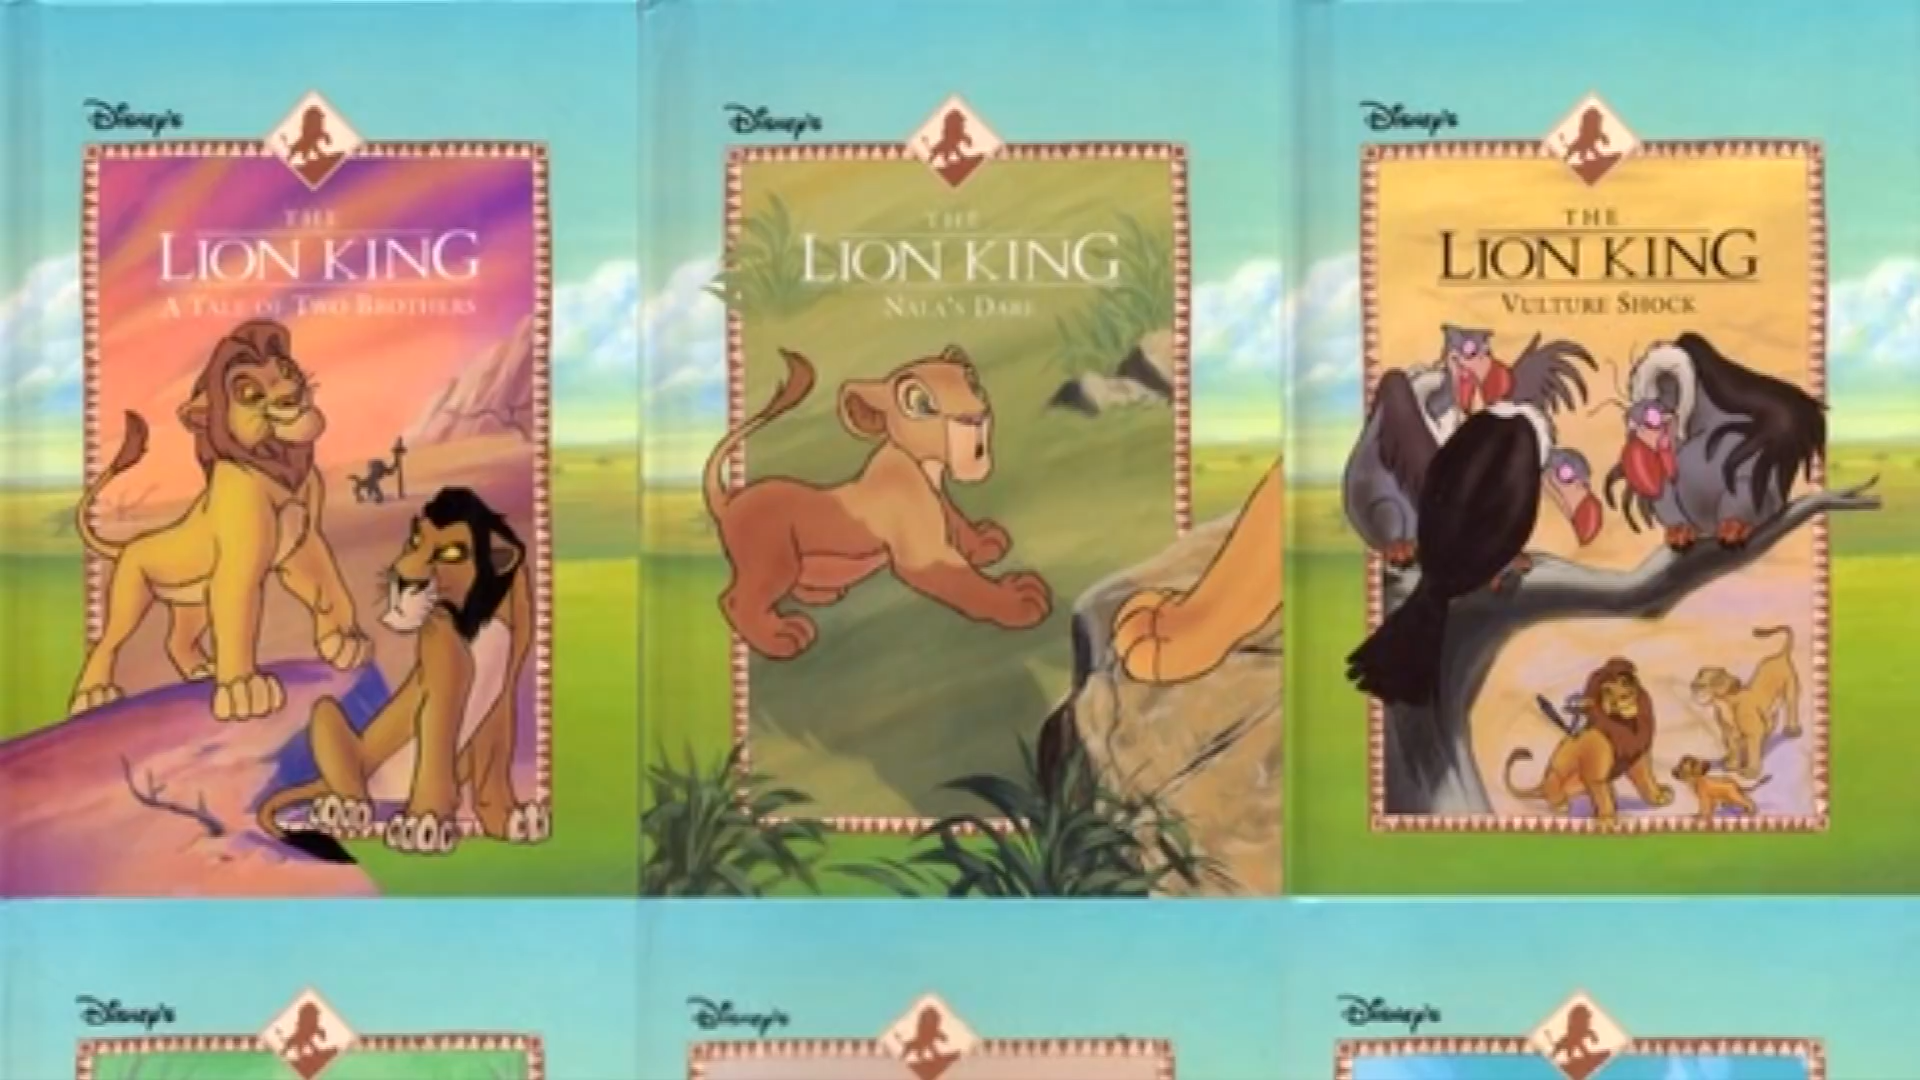 Disney's
THE
LION KING
A TALE OF TWO BROTHERS
Disney's
THE
LION KING
NALA'S DARE
Disney's
THE
LION KING
VULTURE SHOCK
Disney's
Disney's
Disney's